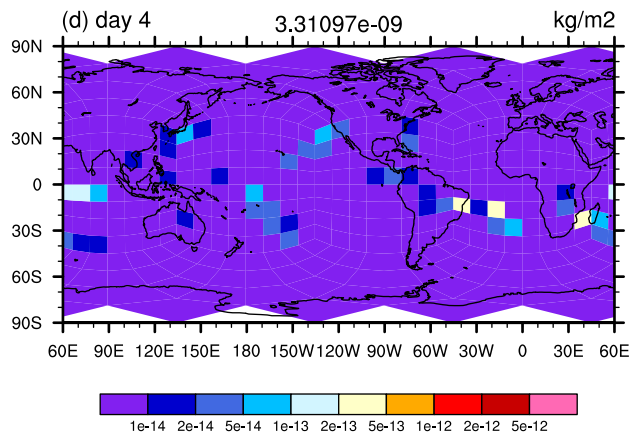 (d) day 4 3.31097e-09 kg/m2
90N
60N
30N
0
30S
60S
90S
60E 90E 120E 150E 180 150W 120W 90W 60W 30W 0 30E 60E
1e-14 2e-14 5e-14 1e-13 2e-13 5e-13 1e-12 2e-12 5e-12